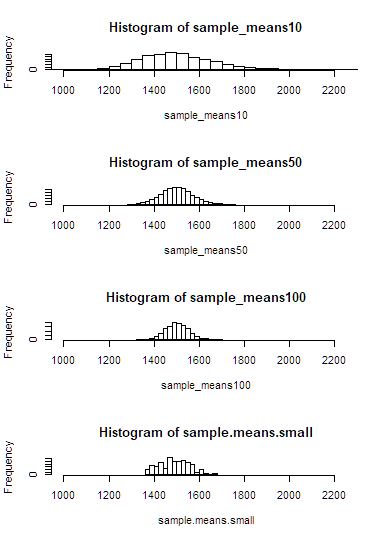 Histogram of sample_means10
Frequency
0
1000 1200 1400 1600 1800 2000 2200
sample_means10
Histogram of sample_means50
Frequency
0
1000 1200 1400 1600 1800 2000 2200
sample_means50
Histogram of sample_means100
Frequency
0
1000 1200 1400 1600 1800 2000 2200
sample_means100
Histogram of sample.means.small
Frequency
0
1000 1200 1400 1600 1800 2000 2200
sample.means.small